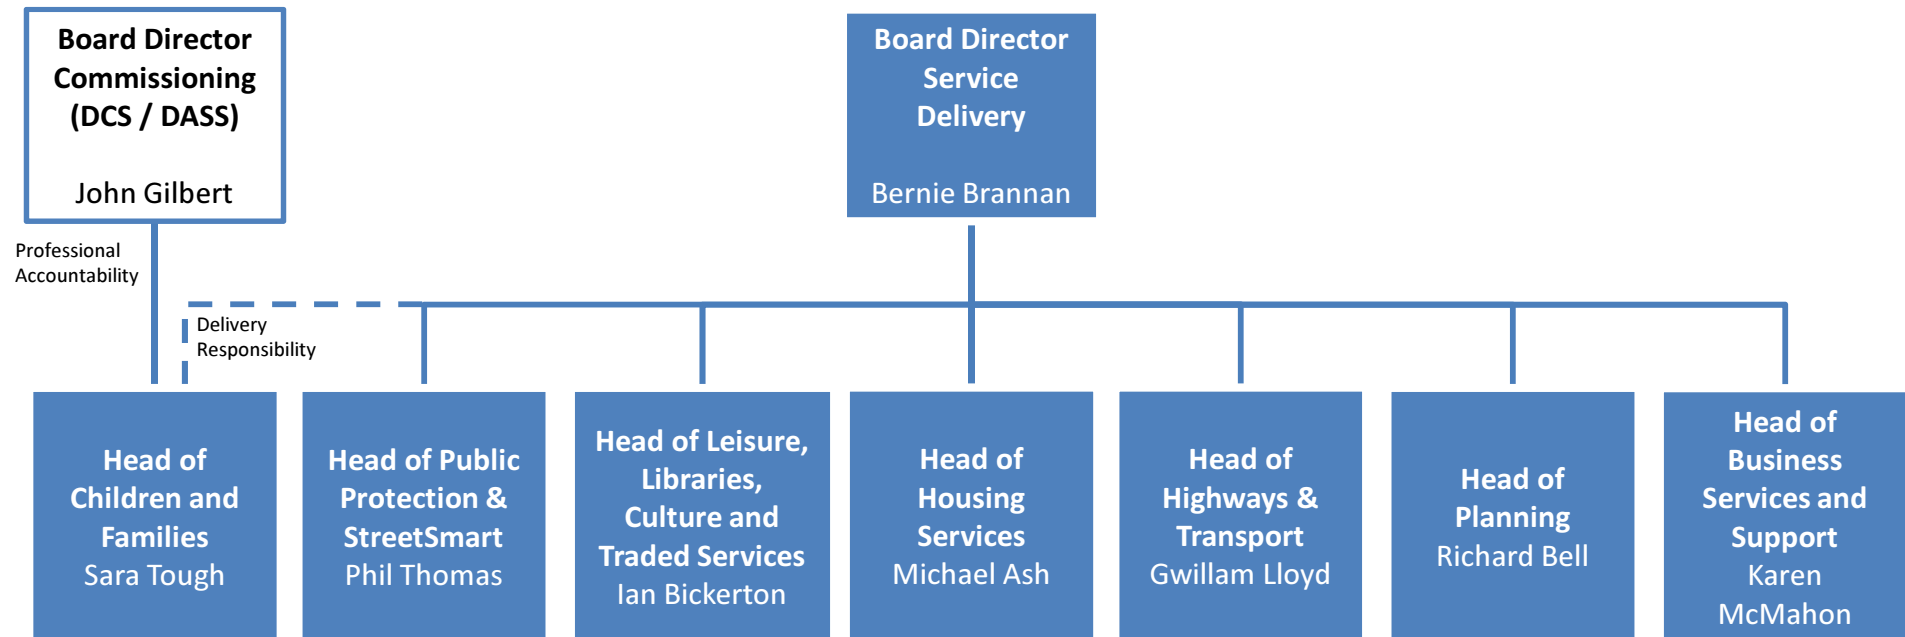 Board Director
Commissioning
(DCS / DASS)
John Gilbert
Board Director
Service
Delivery
Bernie Brannan
Professional
Accountability
Delivery
Responsibility
Head of
Children and
Families
Sara Tough
Head of Public
Protection &
StreetSmart
Phil Thomas
Head of Leisure,
Libraries,
Culture and
Traded Services
Ian Bickerton
Head of
Housing
Services
Michael Ash
Head of
Highways &
Transport
Gwillam Lloyd
Head of
Planning
Richard Bell
Head of
Business
Services and
Support
Karen
McMahon